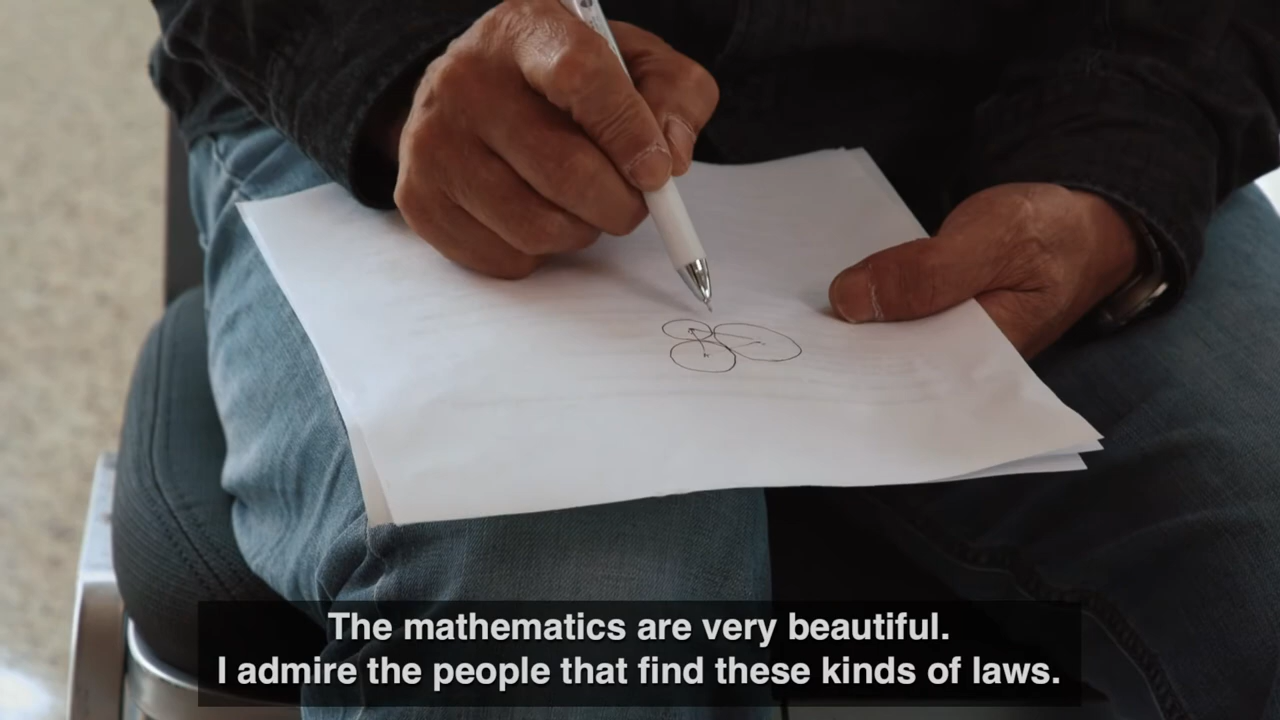 The mathematics are very beautiful.
I admire the people that find these kinds of laws.